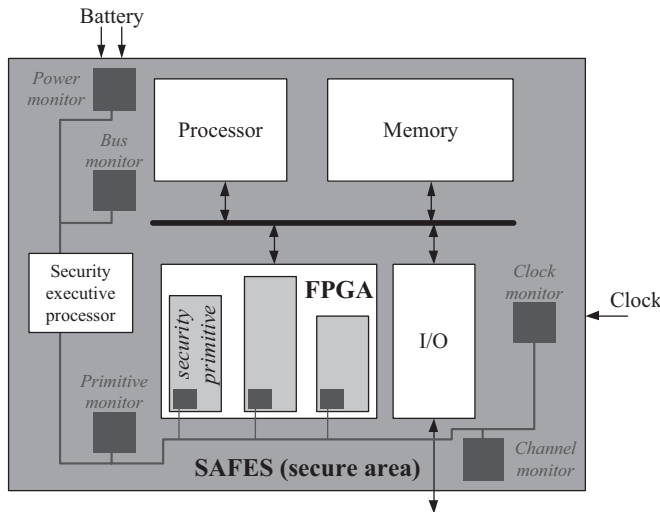 Battery
Power
monitor
Processor
Memory
Bus
monitor
Security
executive
processor
FPGA
security
primitive
I/O
Clock
monitor
Clock
Primitive
monitor
SAFES (secure area)
Channel
monitor